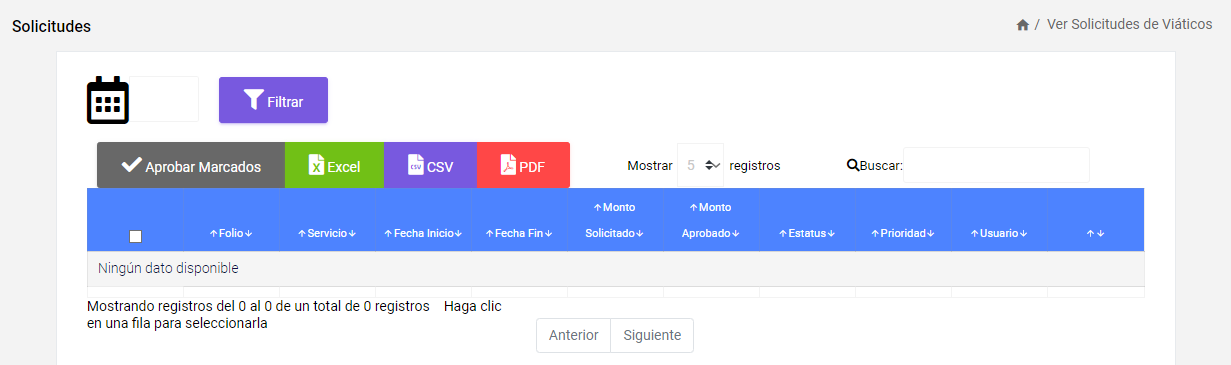 Solicitudes
/ Ver Solicitudes de Viáticos
Filtrar
Aprobar Marcados Excel CSV PDF Mostrar 5 registros Buscar:
Folio Servicio Fecha Inicio Fecha Fin Monto Solicitado Monto Aprobado Estatus Prioridad Usuario
Ningún dato disponible
Mostrando registros del 0 al 0 de un total de 0 registros Haga clic
en una fila para seleccionarla
Anterior Siguiente